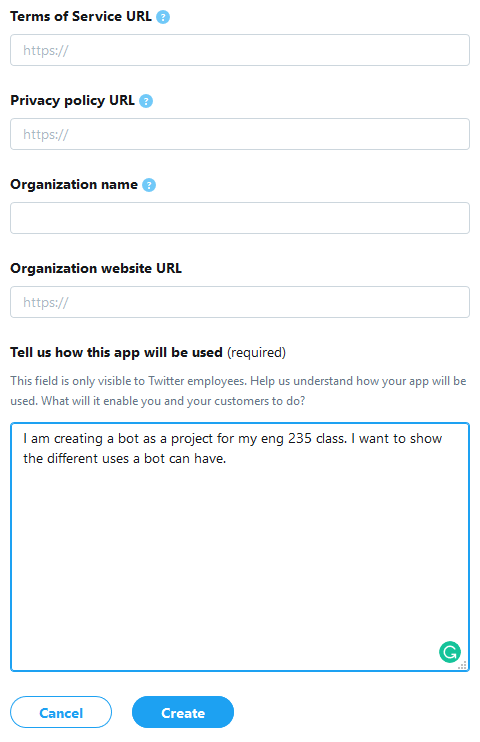 Terms of Service URL ?
https://
Privacy policy URL ?
https://
Organization name ?
Organization website URL
https://
Tell us how this app will be used (required)
This field is only visible to Twitter employees. Help us understand how your app will be
used. What will it enable you and your customers to do?
I am creating a bot as a project for my eng 235 class. I want to show
the different uses a bot can have.
Cancel Create